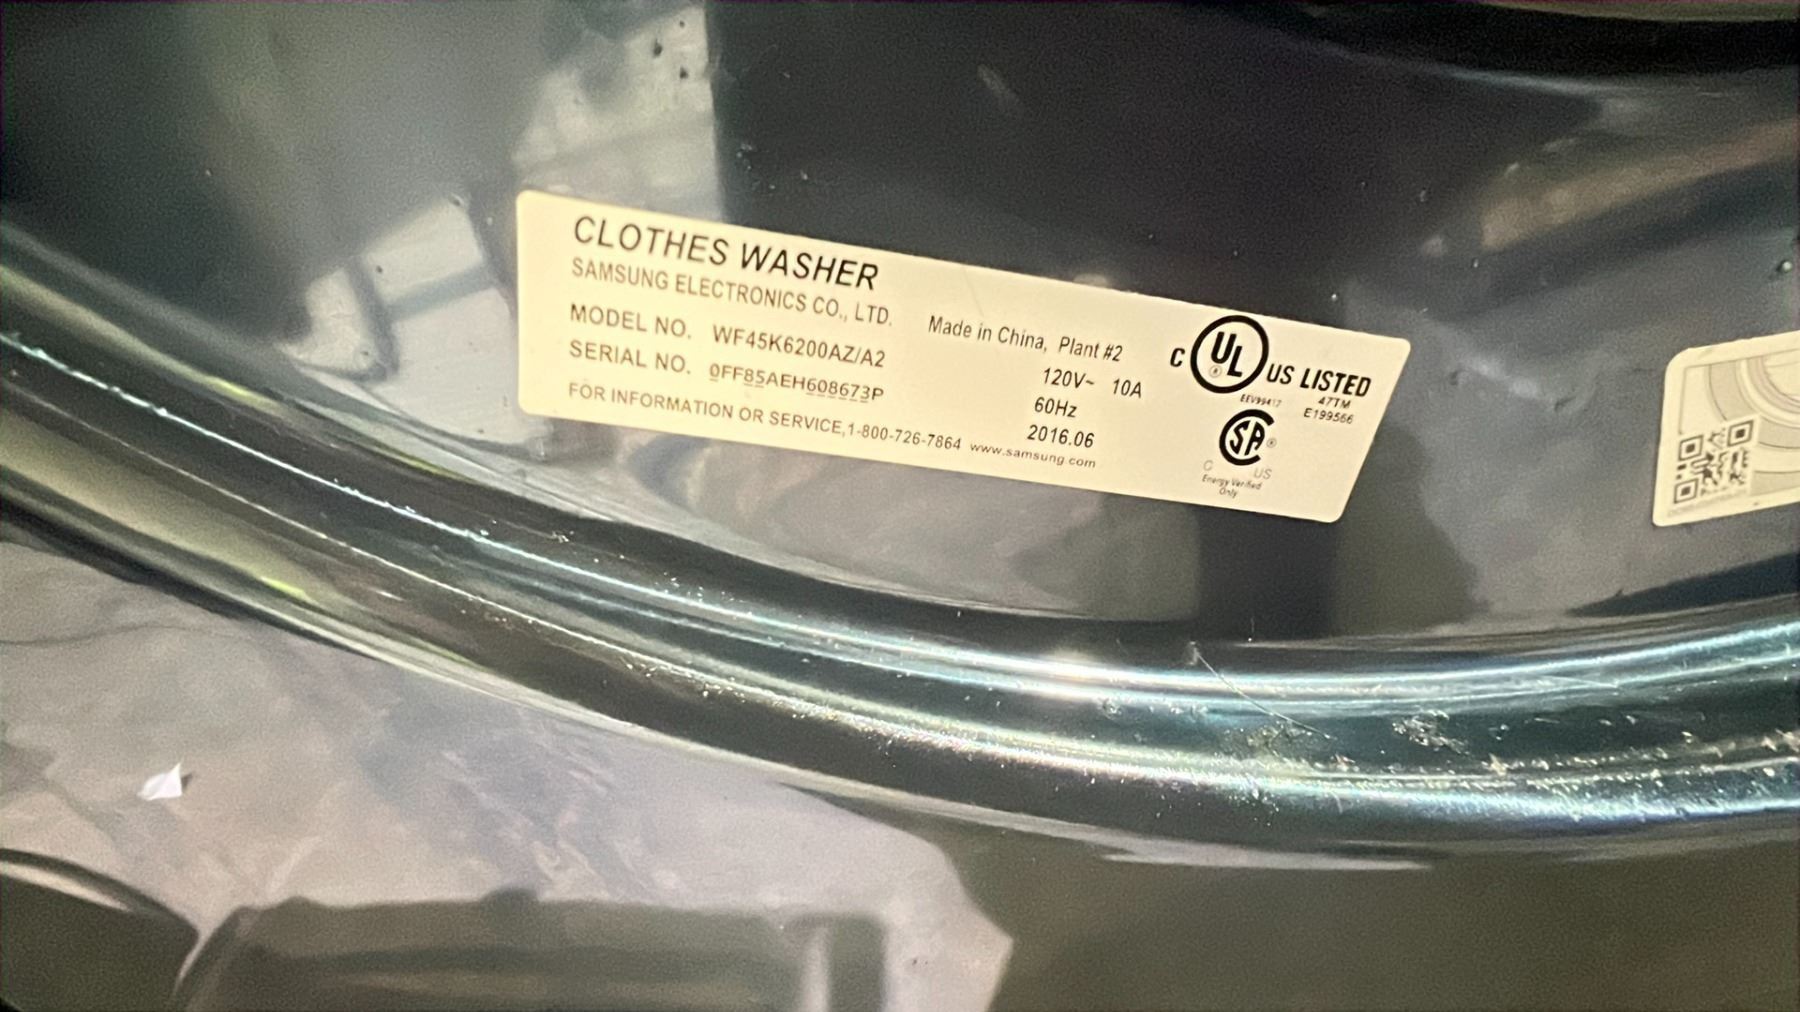 CLOTHES WASHER
SAMSUNG ELECTRONICS CO., LTD.
MODEL NO. WF45K6200AZ/A2
SERIAL NO. 0FF85AEH608673P
FOR INFORMATION OR SERVICE,1-800-726-7864 www.samsung.com
Made in China, Plant #2
120V~ 10A
60Hz
2016.06
C UL ® US LISTED
47TM
E199566
SA ®
C US
Energy Verified
Only